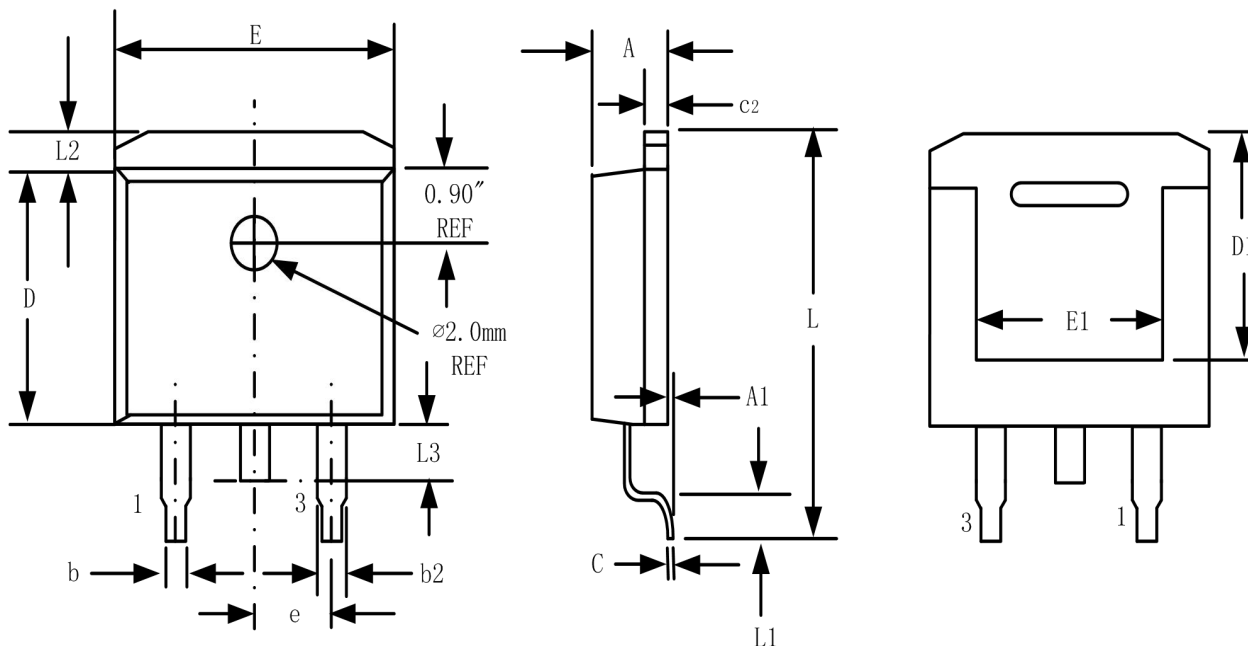 E
A
c2
L2
0.90"
REF
D
⌀2.0mm
REF
L
D1
E1
A1
L3
1
3
3
1
b
b2
C
e
L1